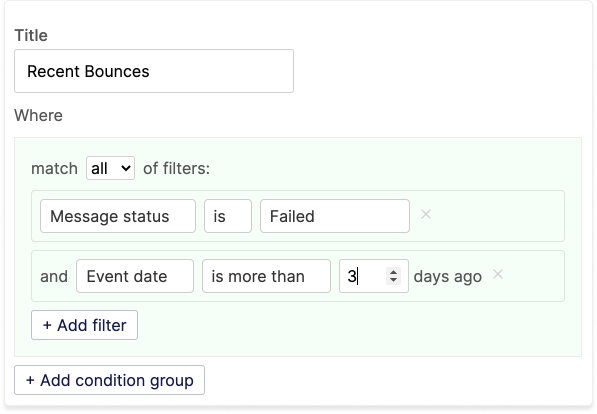 Title
Recent Bounces
Where
match all of filters:
Message status is Failed ×
and Event date is more than 3 days ago ×
+ Add filter
+ Add condition group